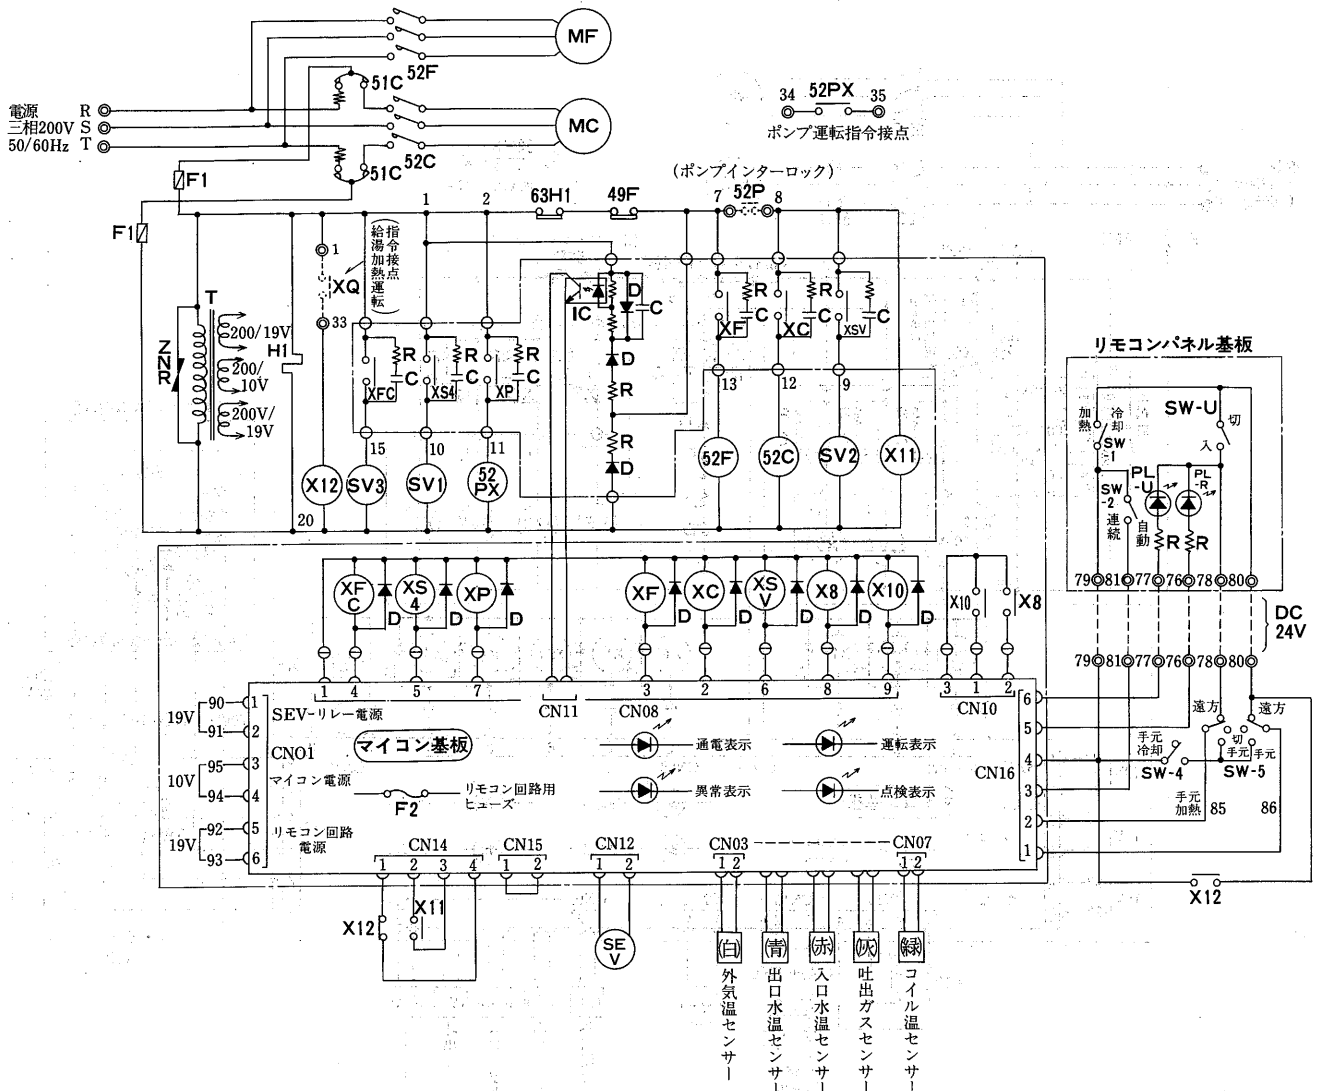 MF
52F
51C
電源 R
三相200V S
50/60Hz T
MC
52C
51C
34 52PX 35
ポンプ運転指令接点
F1
F1
(ポンプインターロック)
1 2 63H1 49F 7 52P 8
1
XQ
(給湯加熱運転指令接点)
33
T
200/19V
200/10V
200V/19V
ZNR
H1
IC
D
C
D
R
R
D
R
C
XFC
R
C
XS4
R
C
XP
R
C
XF
R
C
XC
R
C
XSV
15 10 11
13 12 9
X12
SV3
SV1
52PX
52F
52C
SV2
X11
20
リモコンパネル基板
加熱
冷却
SW-1
SW-U
切
入
SW-2
連続
自動
PL-U
PL-R
R
R
79 81 77 76 78 80
DC 24V
79 81 77 76 78 80
XFC
XS4
XP
XF
XC
XSV
X8
X10
D D D D D D D D
X10
X8
1 4 5 7
3 2 6 8 9
3 1 2
CN11
CN08
CN10
19V
90 1
91 2
SEV-リレー電源
CN01
10V
95 3
94 4
マイコン電源
19V
92 5
93 6
リモコン回路電源
マイコン基板
F2
リモコン回路用ヒューズ
通電表示
運転表示
異常表示
点検表示
CN16
6
5
4
3
2
1
遠方
遠方
手元冷却
SW-4
切
手元
手元
SW-5
手元加熱
85
86
X12
CN14
1 2 3 4
CN15
1 2
CN12
1 2
CN03
1 2
CN07
1 2
X12
X11
SEV
(白)
(青)
(赤)
(灰)
(緑)
外気温センサー
出口水温センサー
入口水温センサー
吐出ガスセンサー
コイル温センサー